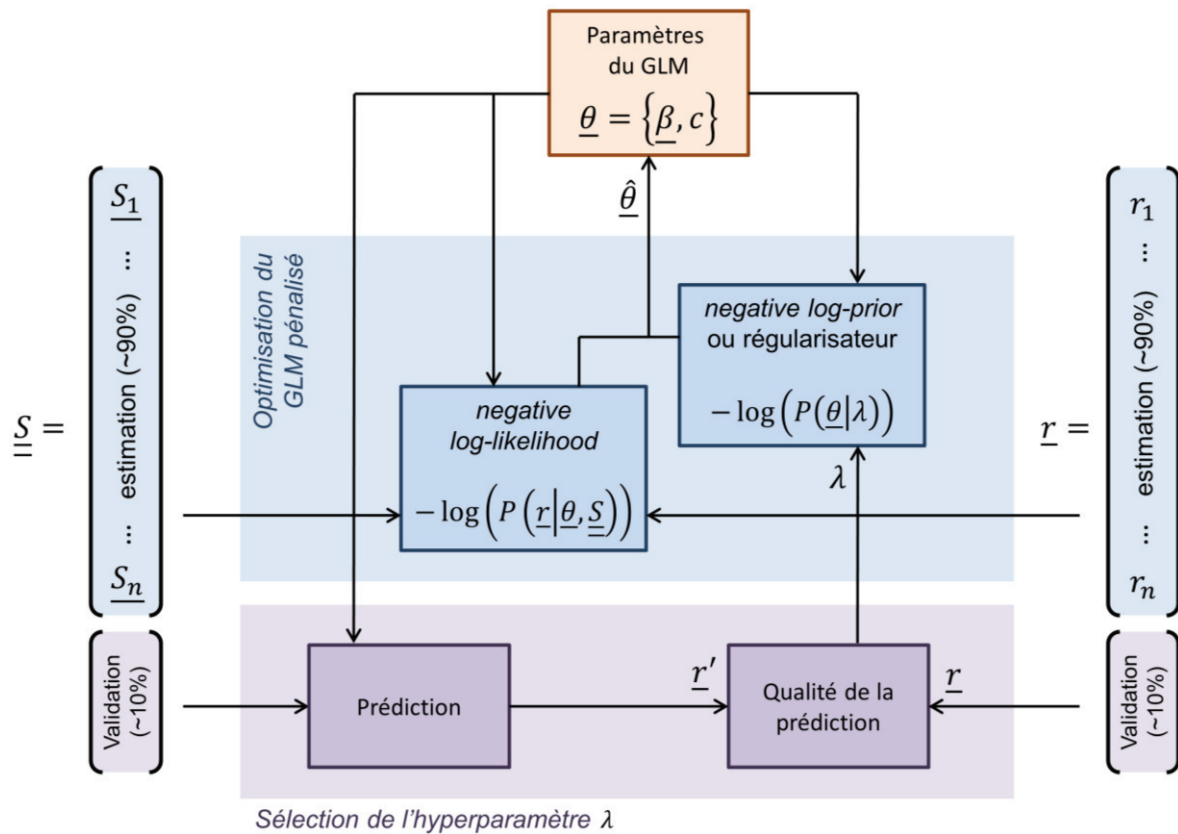 Paramètres
du GLM
θ = {β, c}
θ̂
S =
S₁
... estimation (~90%) ...
Sₙ
Validation
(~10%)
Optimisation du
GLM pénalisé
negative
log-likelihood
− log(P(r|θ, S))
negative log-prior
ou régularisateur
− log(P(θ|λ))
λ
r =
r₁
... estimation (~90%) ...
rₙ
Validation
(~10%)
Prédiction
r′
Qualité de la
prédiction
r
Sélection de l’hyperparamètre λ